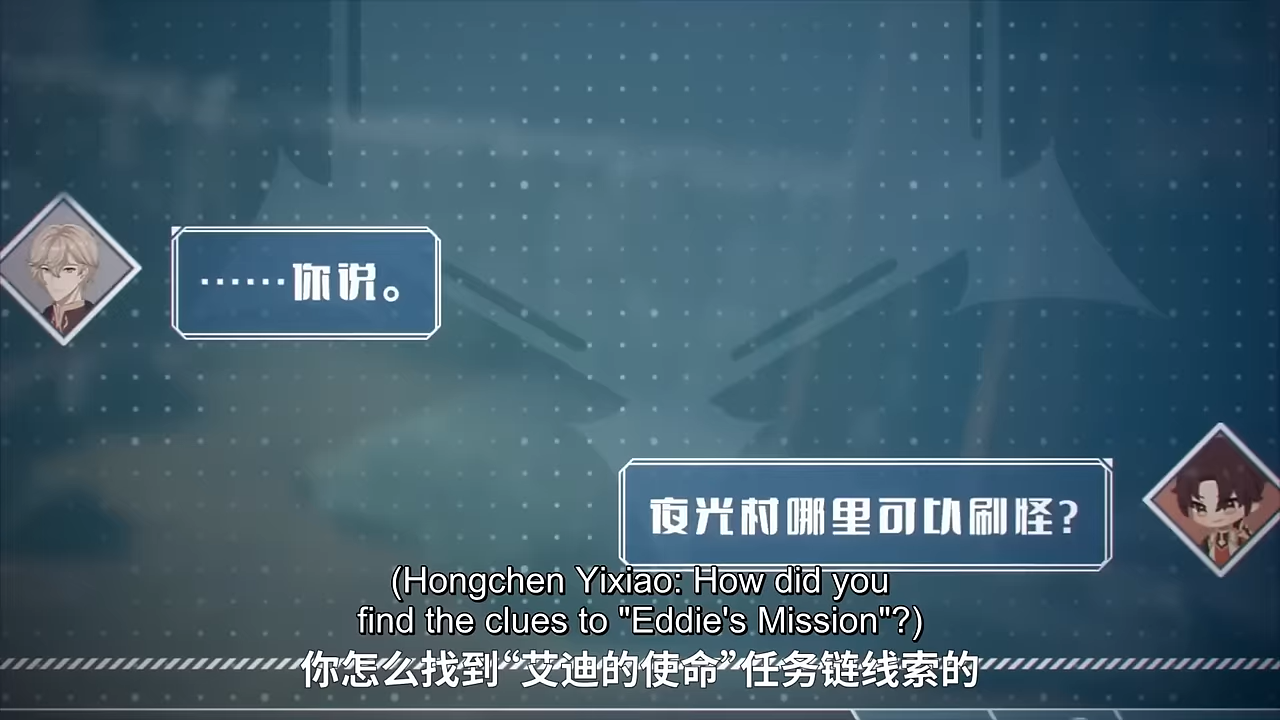 ……你说。
夜光村哪里可以刷怪?
(Hongchen Yixiao: How did you
find the clues to "Eddie's Mission"?)
你怎么找到“艾迪的使命”任务链线索的